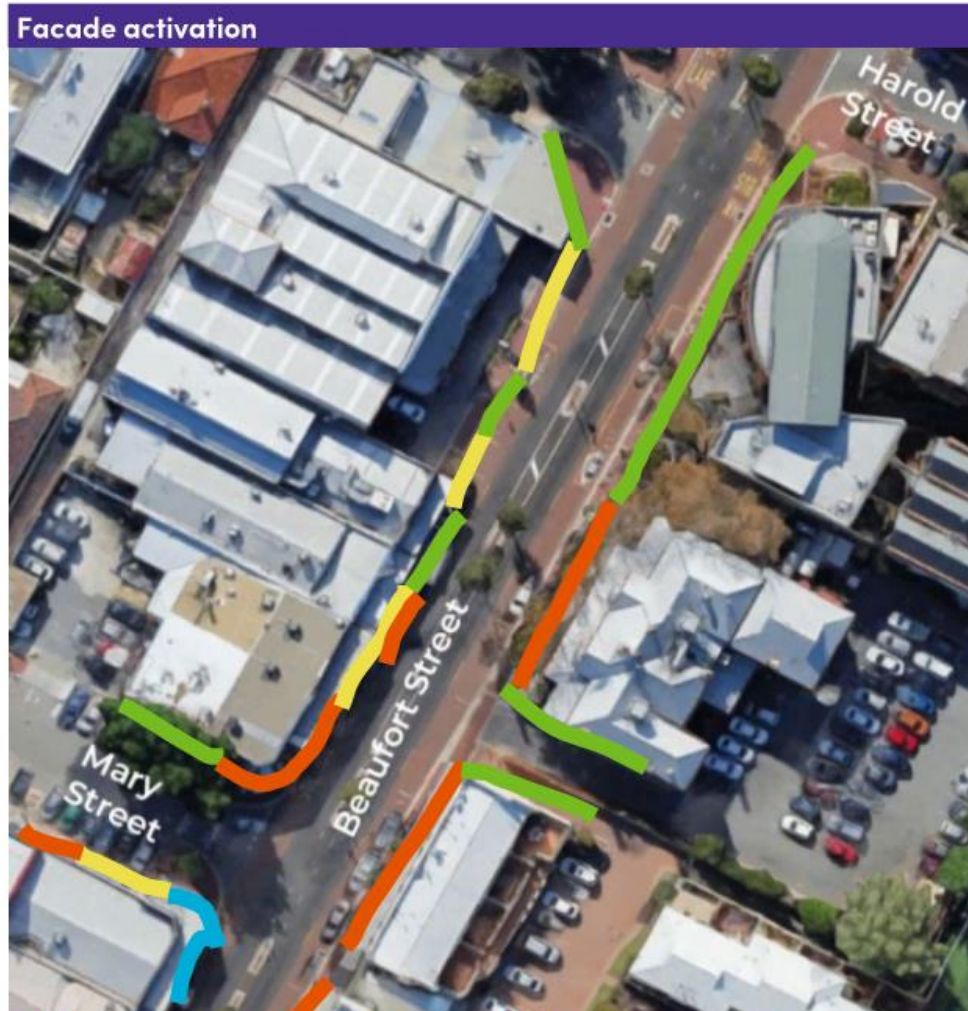 Facade activation
Harold
Street
Beaufort Street
Mary
Street